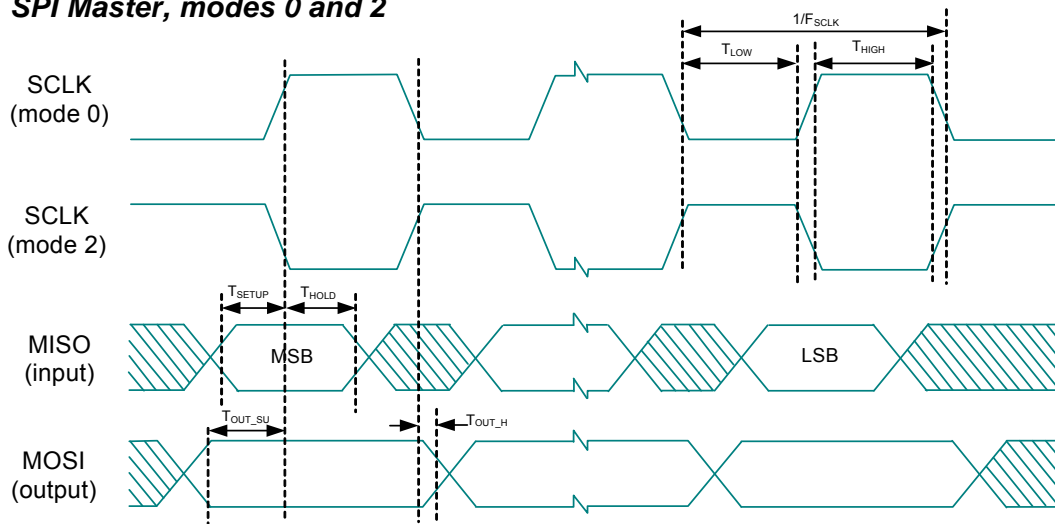 SPI Master, modes 0 and 2
1/FSCLK
TLOW
THIGH
SCLK
(mode 0)
SCLK
(mode 2)
TSETUP
THOLD
MISO
(input)
MSB
LSB
TOUT_SU
TOUT_H
MOSI
(output)